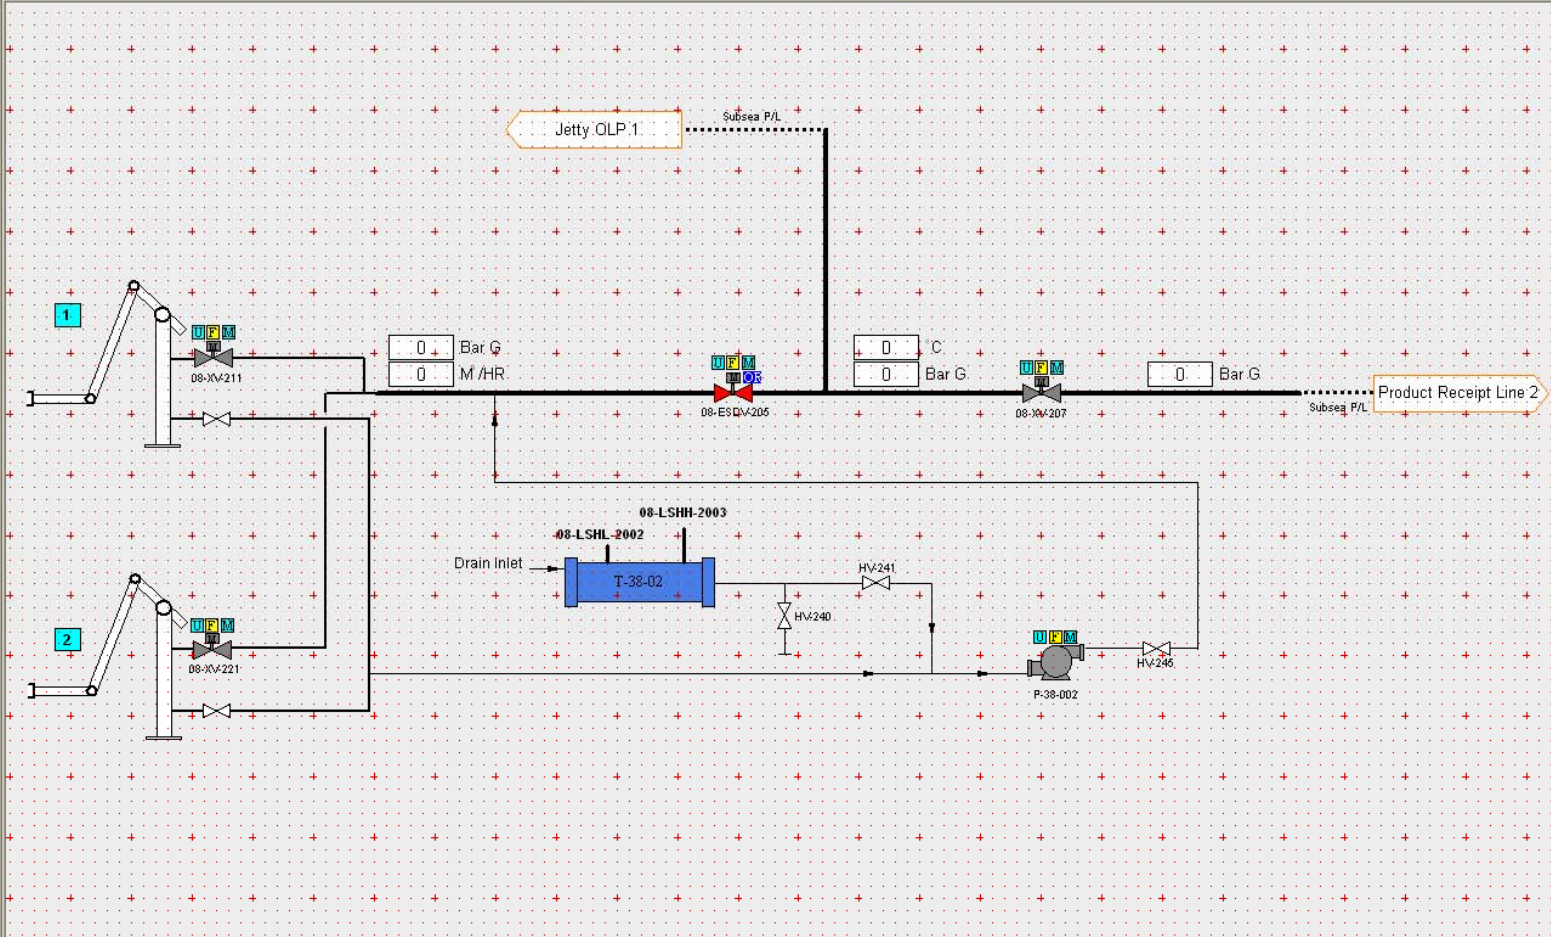 Subsea P/L
Jetty OLP 1
1
U F M
M
08-XV-211
0 Bar G
0 M /HR
U F M
M OR
08-ESDV-205
0 °C
0 Bar G
U F M
M
08-XV-207
0 Bar G
Product Receipt Line 2
Subsea P/L
08-LSHH-2003
08-LSHL-2002
Drain Inlet
T-38-02
HV-241
HV-240
2
U F M
M
08-XV-221
U F M
HV-245
P-38-002